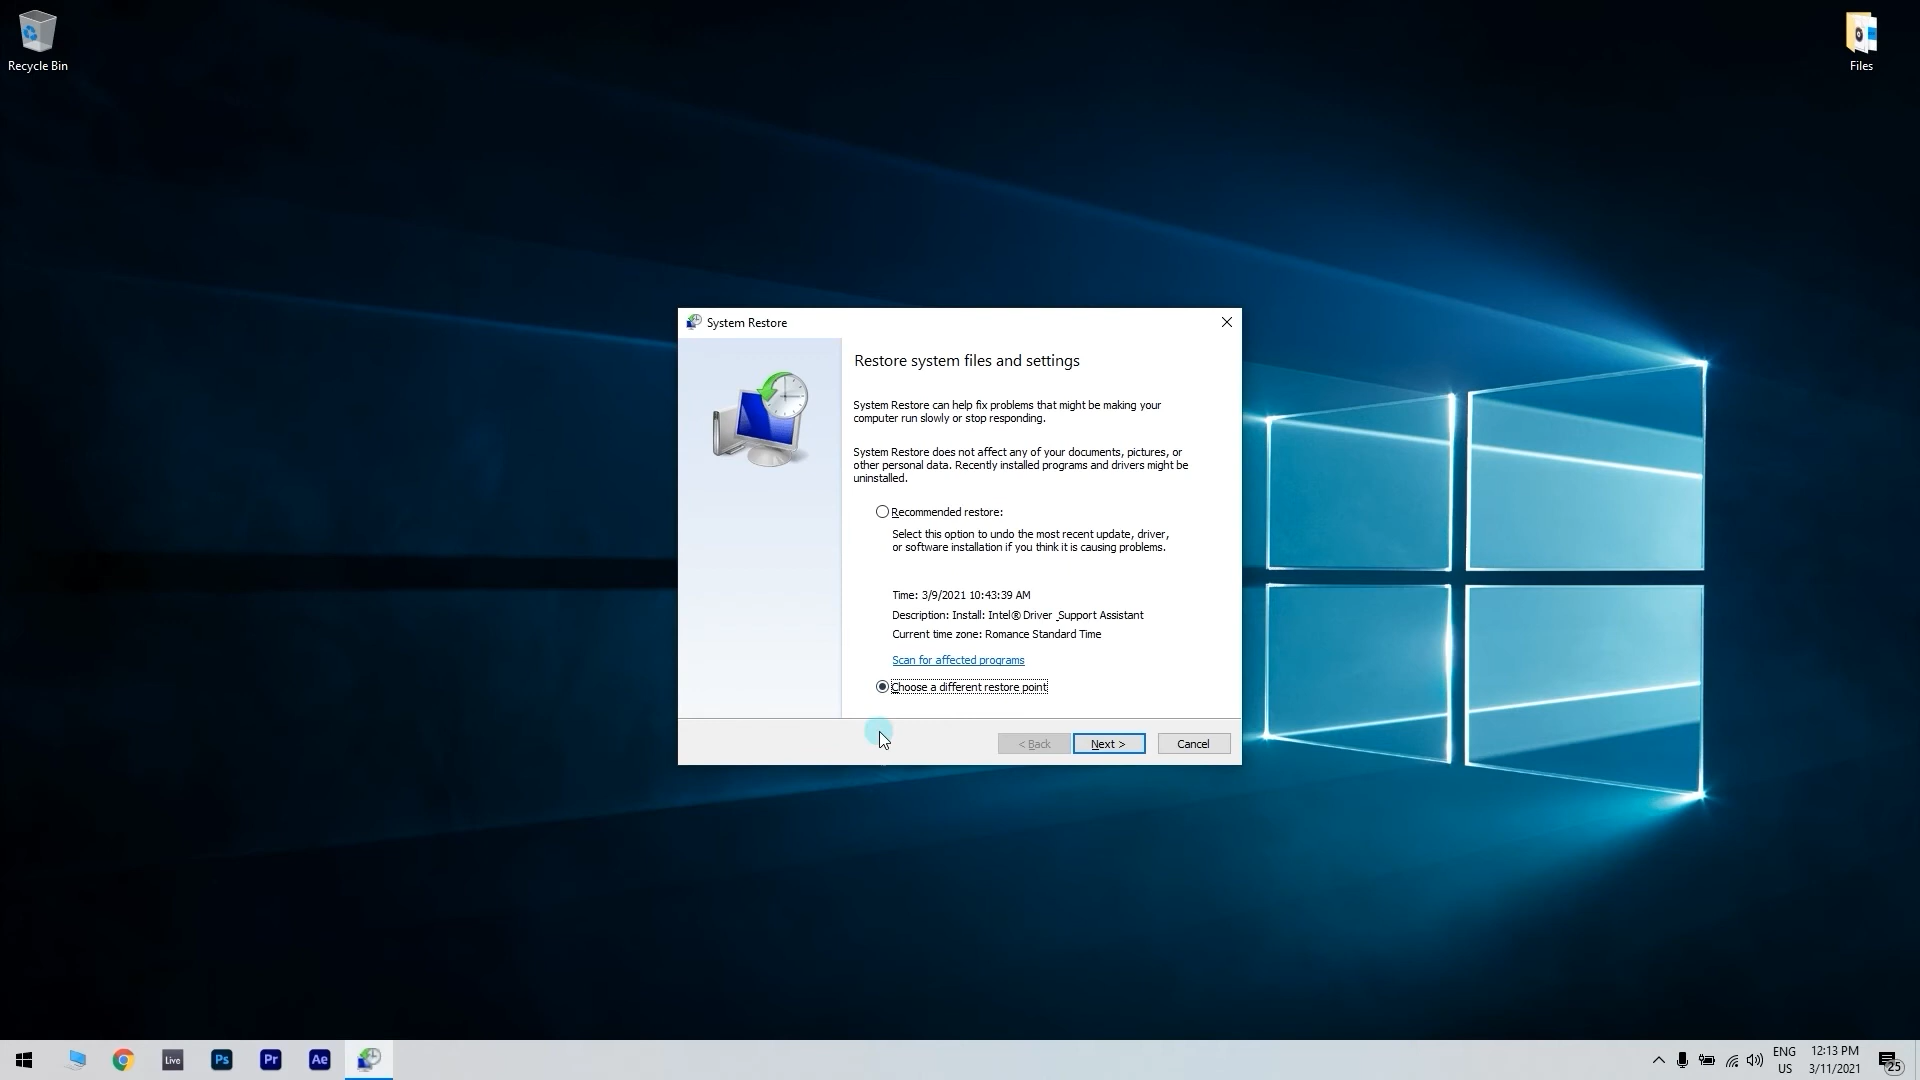 Recycle Bin
Files
System Restore
Restore system files and settings
System Restore can help fix problems that might be making your
computer run slowly or stop responding.
System Restore does not affect any of your documents, pictures, or
other personal data. Recently installed programs and drivers might be
uninstalled.
Recommended restore:
Select this option to undo the most recent update, driver,
or software installation if you think it is causing problems.
Time: 3/9/2021 10:43:39 AM
Description: Install: Intel® Driver _Support Assistant
Current time zone: Romance Standard Time
Scan for affected programs
Choose a different restore point
< Back
Next >
Cancel
Live
Ps
Pr
Ae
ENG
US
12:13 PM
3/11/2021
25